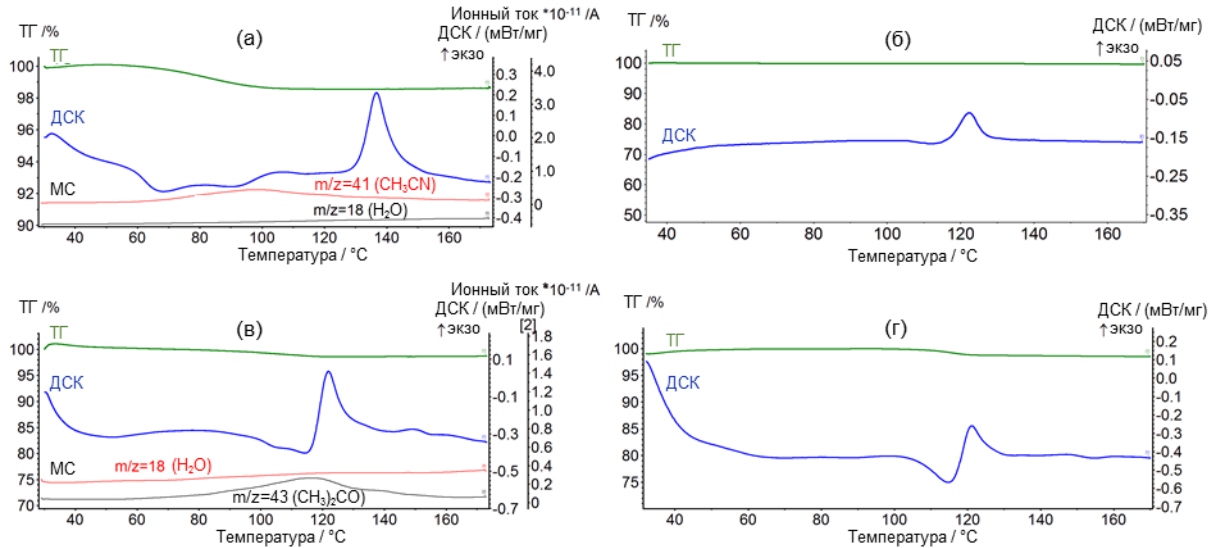 Ионный ток *10⁻¹¹ /А
ТГ /%
(а)
ДСК / (мВт/мг)
↑экзо
ТГ
ДСК
МС
m/z=41 (CH₃CN)
m/z=18 (H₂O)
100
98
96
94
92
90
0.3
0.2
0.1
0.0
-0.1
-0.2
-0.3
-0.4
4.0
3.0
2.0
1.0
0
40 60 80 100 120 140 160
Температура / °C
ТГ /%
(б)
ДСК / (мВт/мг)
↑экзо
ТГ
ДСК
100
90
80
70
60
50
0.05
-0.05
-0.15
-0.25
-0.35
40 60 80 100 120 140 160
Температура / °C
Ионный ток *10⁻¹¹ /А
ТГ /%
(в)
ДСК / (мВт/мг)
↑экзо
[2]
ТГ
ДСК
МС
m/z=18 (H₂O)
m/z=43 (CH₃)₂CO
100
95
90
85
80
75
70
0.1
-0.1
-0.3
-0.5
-0.7
1.8
1.6
1.4
1.2
1.0
0.8
0.6
0.4
0.2
0
40 60 80 100 120 140 160
Температура / °C
ТГ /%
(г)
ДСК / (мВт/мг)
↑экзо
ТГ
ДСК
100
95
90
85
80
75
0.2
0.1
0.0
-0.1
-0.2
-0.3
-0.4
-0.5
-0.6
-0.7
40 60 80 100 120 140 160
Температура / °C